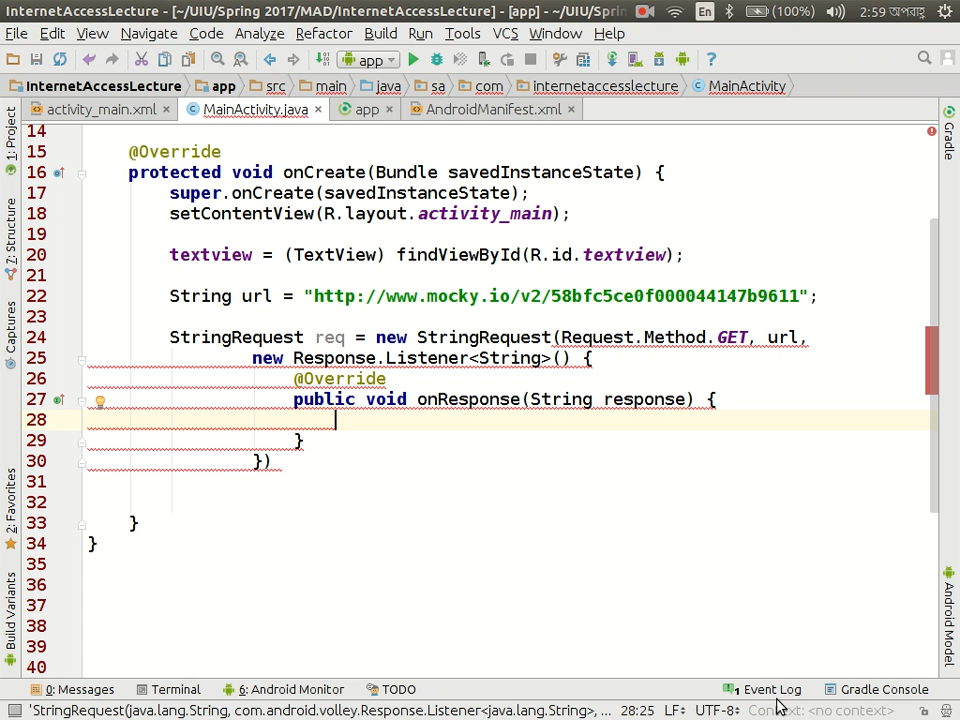 InternetAccessLecture - [~/UIU/Spring 2017/MAD/InternetAccessLecture] - [app] - ~/UIU/Sprin
En (100%) 2:59 অপরাহ্ণ
File Edit View Navigate Code Analyze Refactor Build Run Tools VCS Window Help
app
InternetAccessLecture app src main java sa com internetaccesslecture MainActivity
activity_main.xml MainActivity.java app AndroidManifest.xml
1: Project
7: Structure
Captures
2: Favorites
Build Variants
14
15 @Override
16 protected void onCreate(Bundle savedInstanceState) {
17 super.onCreate(savedInstanceState);
18 setContentView(R.layout.activity_main);
19
20 textview = (TextView) findViewById(R.id.textview);
21
22 String url = "http://www.mocky.io/v2/58bfc5ce0f000044147b9611";
23
24 StringRequest req = new StringRequest(Request.Method.GET, url,
25 new Response.Listener<String>() {
26 @Override
27 public void onResponse(String response) {
28
29 }
30 })
31
32
33 }
34 }
35
36
37
38
39
40
Gradle
Android Model
0: Messages Terminal 6: Android Monitor TODO 1 Event Log Gradle Console
'StringRequest(java.lang.String, com.android.volley.Response.Listener<java.lang.String>, ... 28:25 LF UTF-8 Context: <no context>